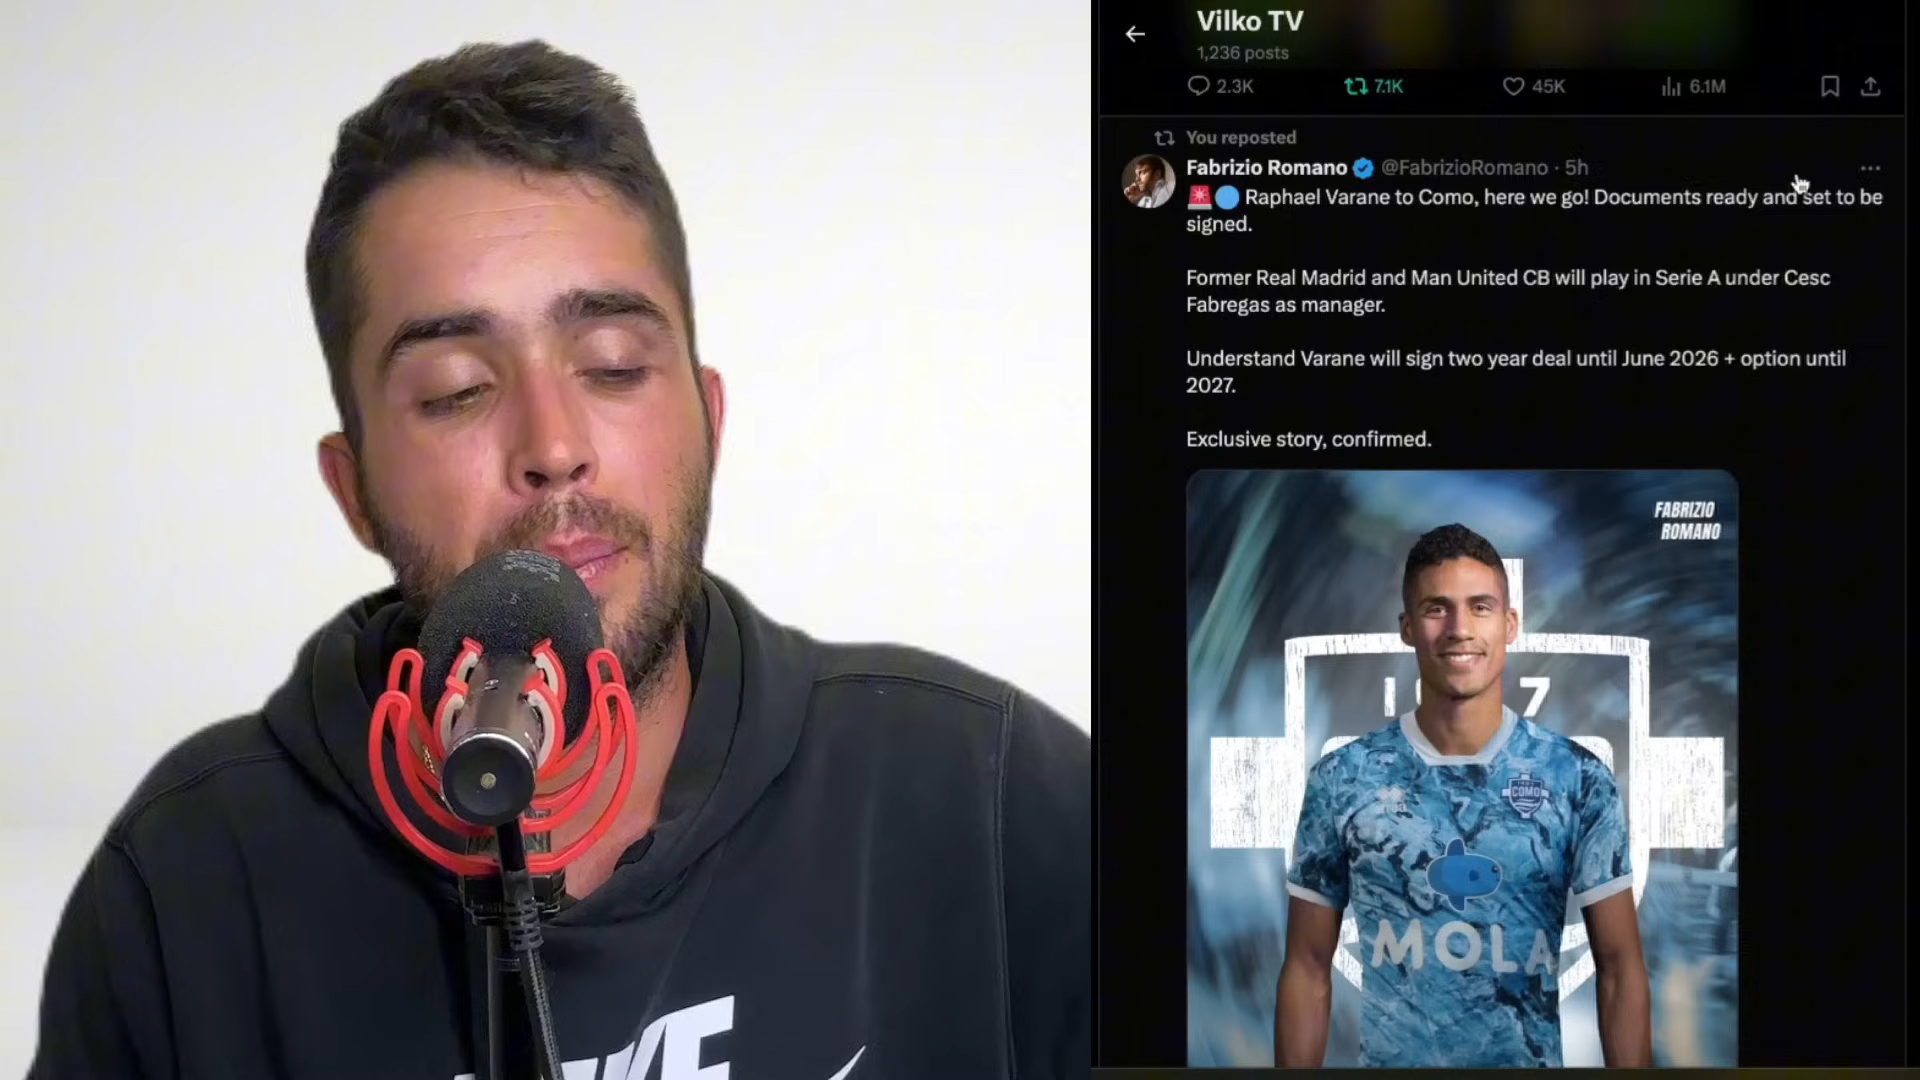 Vilko TV
1,236 posts
2.3K 7.1K 45K 6.1M
You reposted
Fabrizio Romano @FabrizioRomano · 5h
🚨🔵 Raphael Varane to Como, here we go! Documents ready and set to be
signed.
Former Real Madrid and Man United CB will play in Serie A under Cesc
Fabregas as manager.
Understand Varane will sign two year deal until June 2026 + option until
2027.
Exclusive story, confirmed.
FABRIZIO
ROMANO
COMO
MOLA